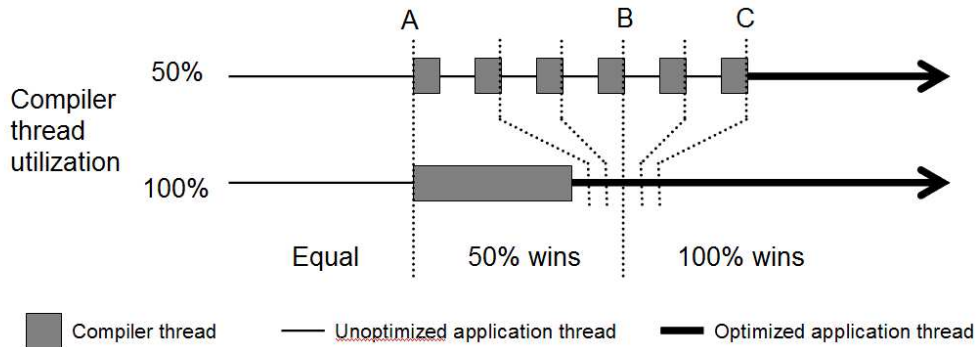 A B C
50%
Compiler
thread
utilization
100%
Equal 50% wins 100% wins
Compiler thread Unoptimized application thread Optimized application thread